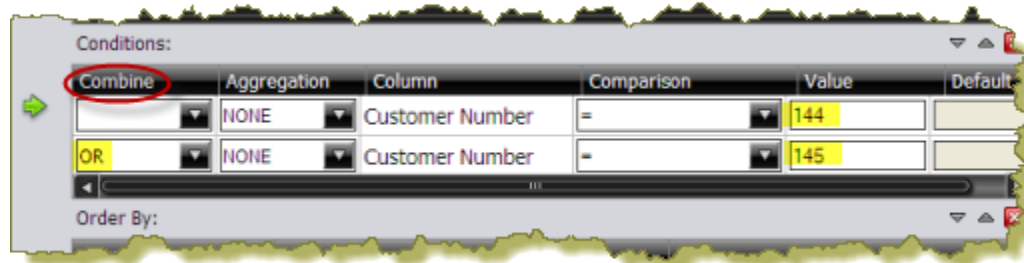 Conditions:
Combine Aggregation Column Comparison Value Default
NONE Customer Number = 144
OR NONE Customer Number = 145
Order By: